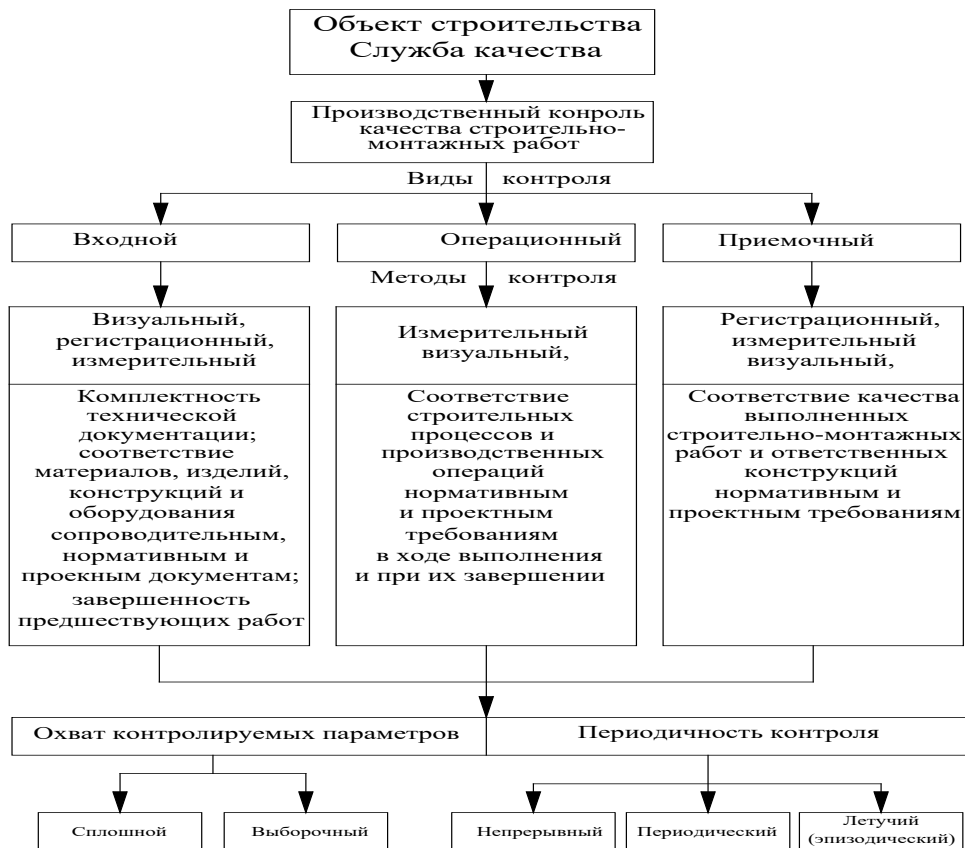 Объект строительства
Служба качества
Производственный конроль
качества строительно-
монтажных работ
Виды контроля
Входной
Операционный
Приемочный
Методы контроля
Визуальный,
регистрационный,
измерительный
Измерительный
визуальный,
Регистрационный,
измерительный
визуальный,
Комплектность
технической
документации;
соответствие
материалов, изделий,
конструкций и
оборудования
сопроводительным,
нормативным и
проекным документам;
завершенность
предшествующих работ
Соответствие
строительных
процессов и
производственных
операций
нормативным
и проектным
требованиям
в ходе выполнения
и при их завершении
Соответствие качества
выполненных
строительно-монтажных
работ и ответственных
конструкций
нормативным и
проектным требованиям
Охват контролируемых параметров
Периодичность контроля
Сплошной
Выборочный
Непрерывный
Периодический
Летучий
(эпизодический)